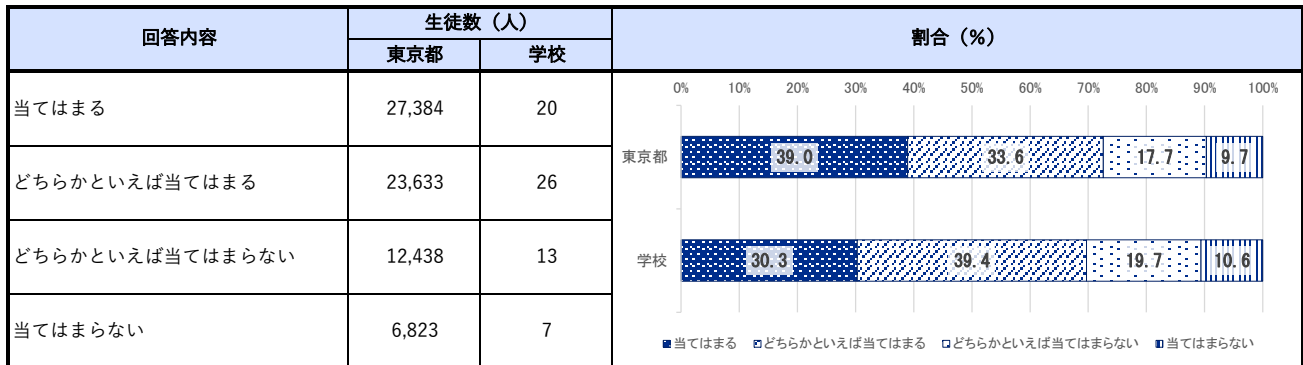 回答内容 生徒数（人） 割合（%）
東京都 学校
当てはまる 27,384 20
どちらかといえば当てはまる 23,633 26
どちらかといえば当てはまらない 12,438 13
当てはまらない 6,823 7
0% 10% 20% 30% 40% 50% 60% 70% 80% 90% 100%
東京都 39.0 33.6 17.7 9.7
学校 30.3 39.4 19.7 10.6
当てはまる どちらかといえば当てはまる どちらかといえば当てはまらない 当てはまらない